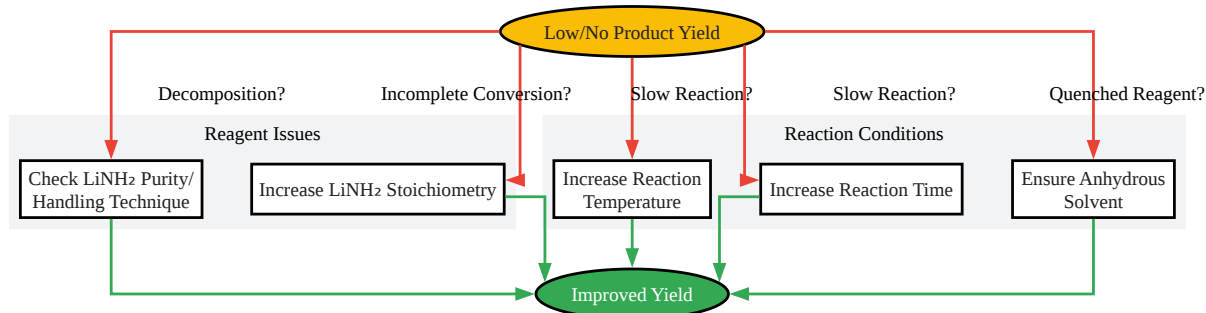 Low/No Product Yield
Decomposition?
Incomplete Conversion?
Slow Reaction?
Slow Reaction?
Quenched Reagent?
Reagent Issues
Reaction Conditions
Check LiNH₂ Purity/
Handling Technique
Increase LiNH₂ Stoichiometry
Increase Reaction
Temperature
Increase Reaction Time
Ensure Anhydrous
Solvent
Improved Yield